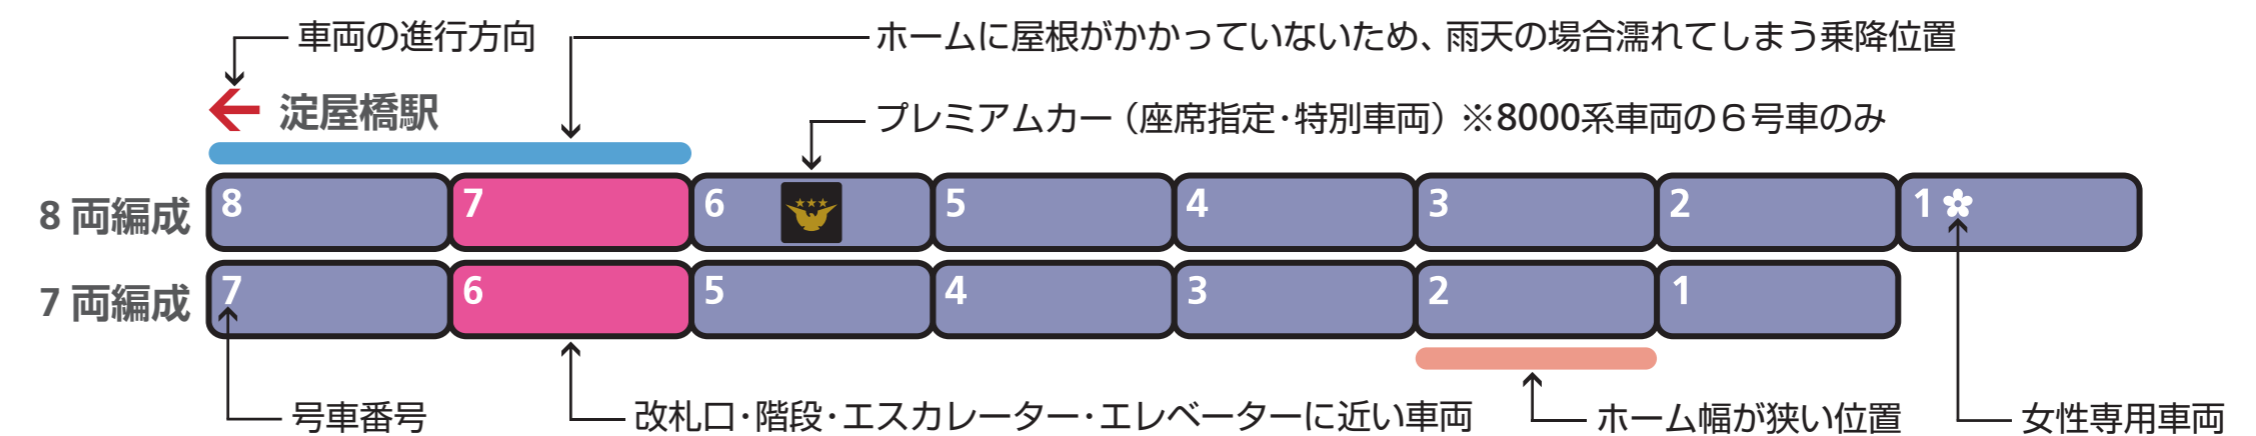 車両の進行方向
ホームに屋根がかかっていないため、雨天の場合濡れてしまう乗降位置
淀屋橋駅
プレミアムカー（座席指定・特別車両）※8000系車両の６号車のみ
8 両編成 8 7 6 5 4 3 2 1
7 両編成 7 6 5 4 3 2 1
号車番号
改札口・階段・エスカレーター・エレベーターに近い車両
ホーム幅が狭い位置
女性専用車両